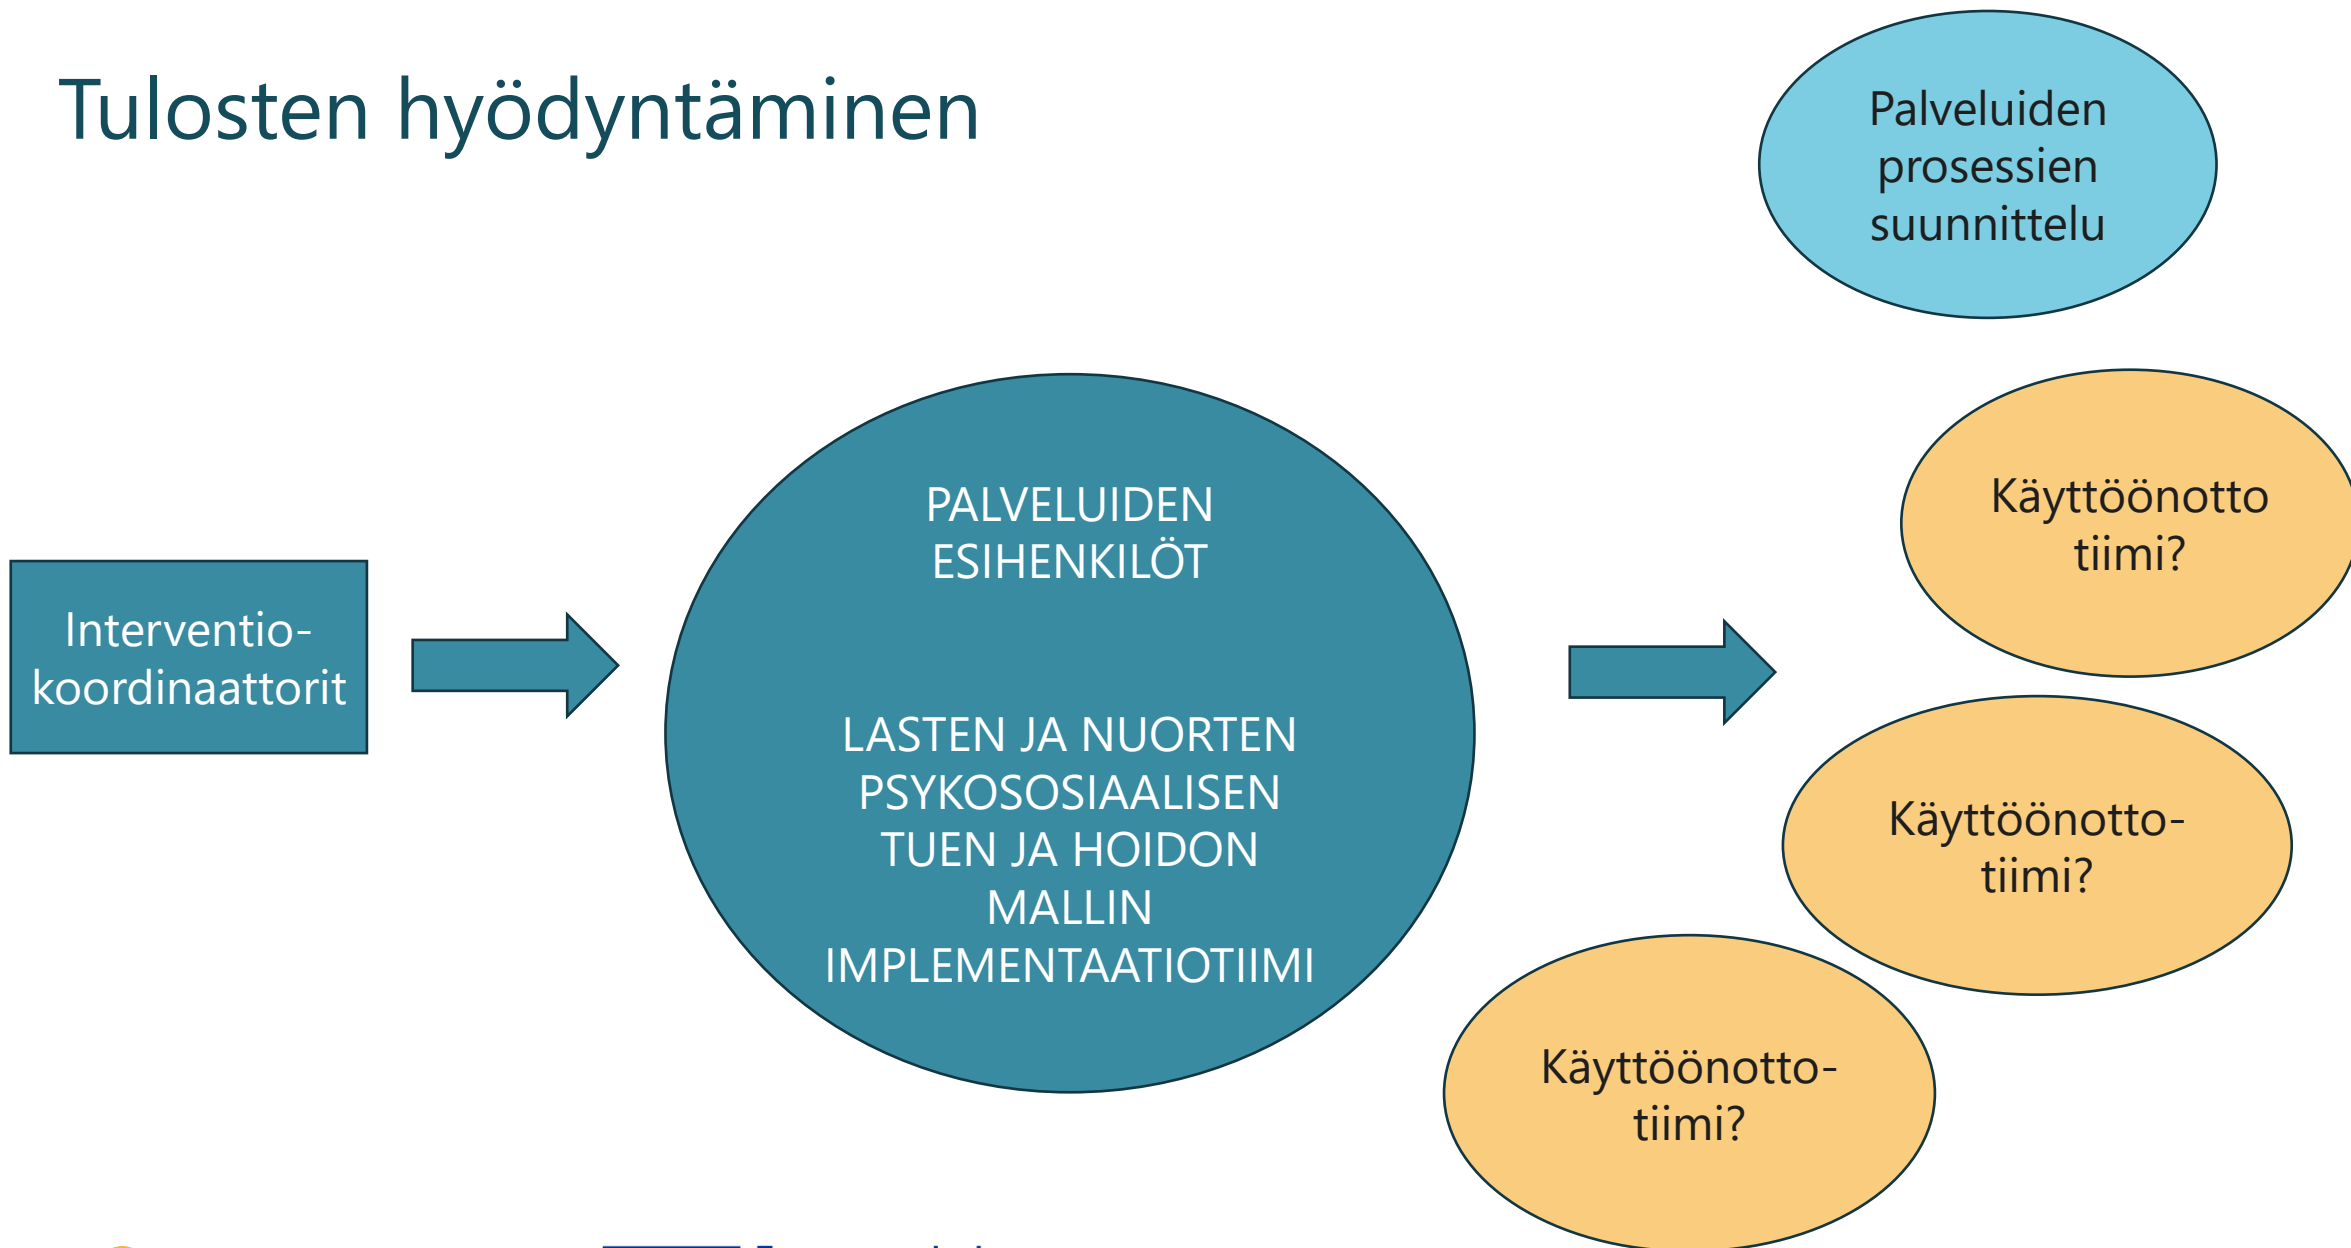 Tulosten hyödyntäminen
Palveluiden
prosessien
suunnittelu
Interventio-
koordinaattorit
PALVELUIDEN
ESIHENKILÖT
LASTEN JA NUORTEN
PSYKOSOSIAALISEN
TUEN JA HOIDON
MALLIN
IMPLEMENTAATIOTIIMI
Käyttöönotto
tiimi?
Käyttöönotto-
tiimi?
Käyttöönotto-
tiimi?